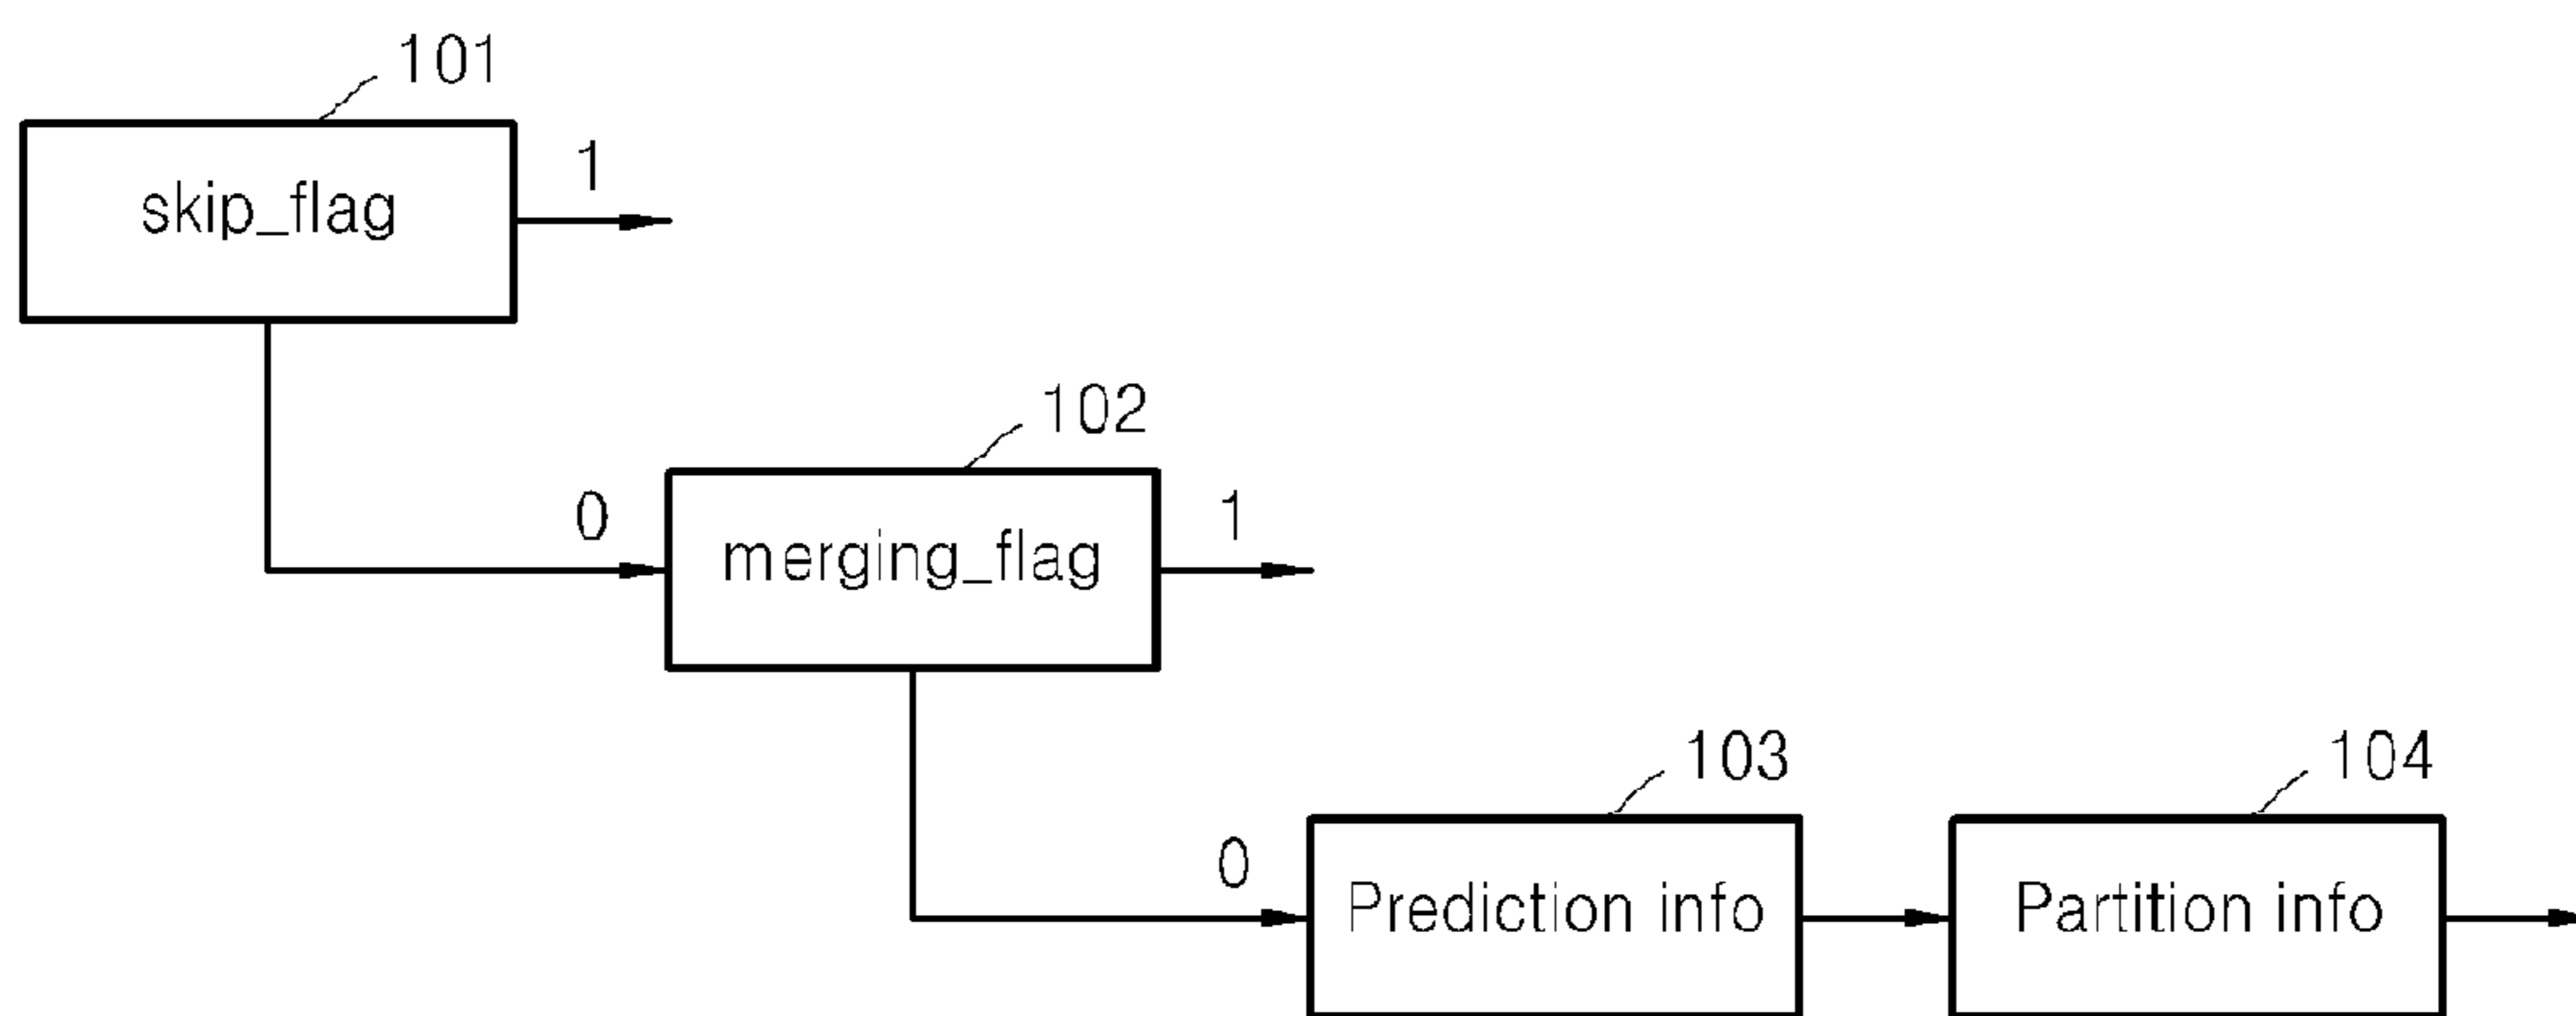 101
skip_flag
1
102
0
merging_flag
1
103
104
0
Prediction info
Partition info